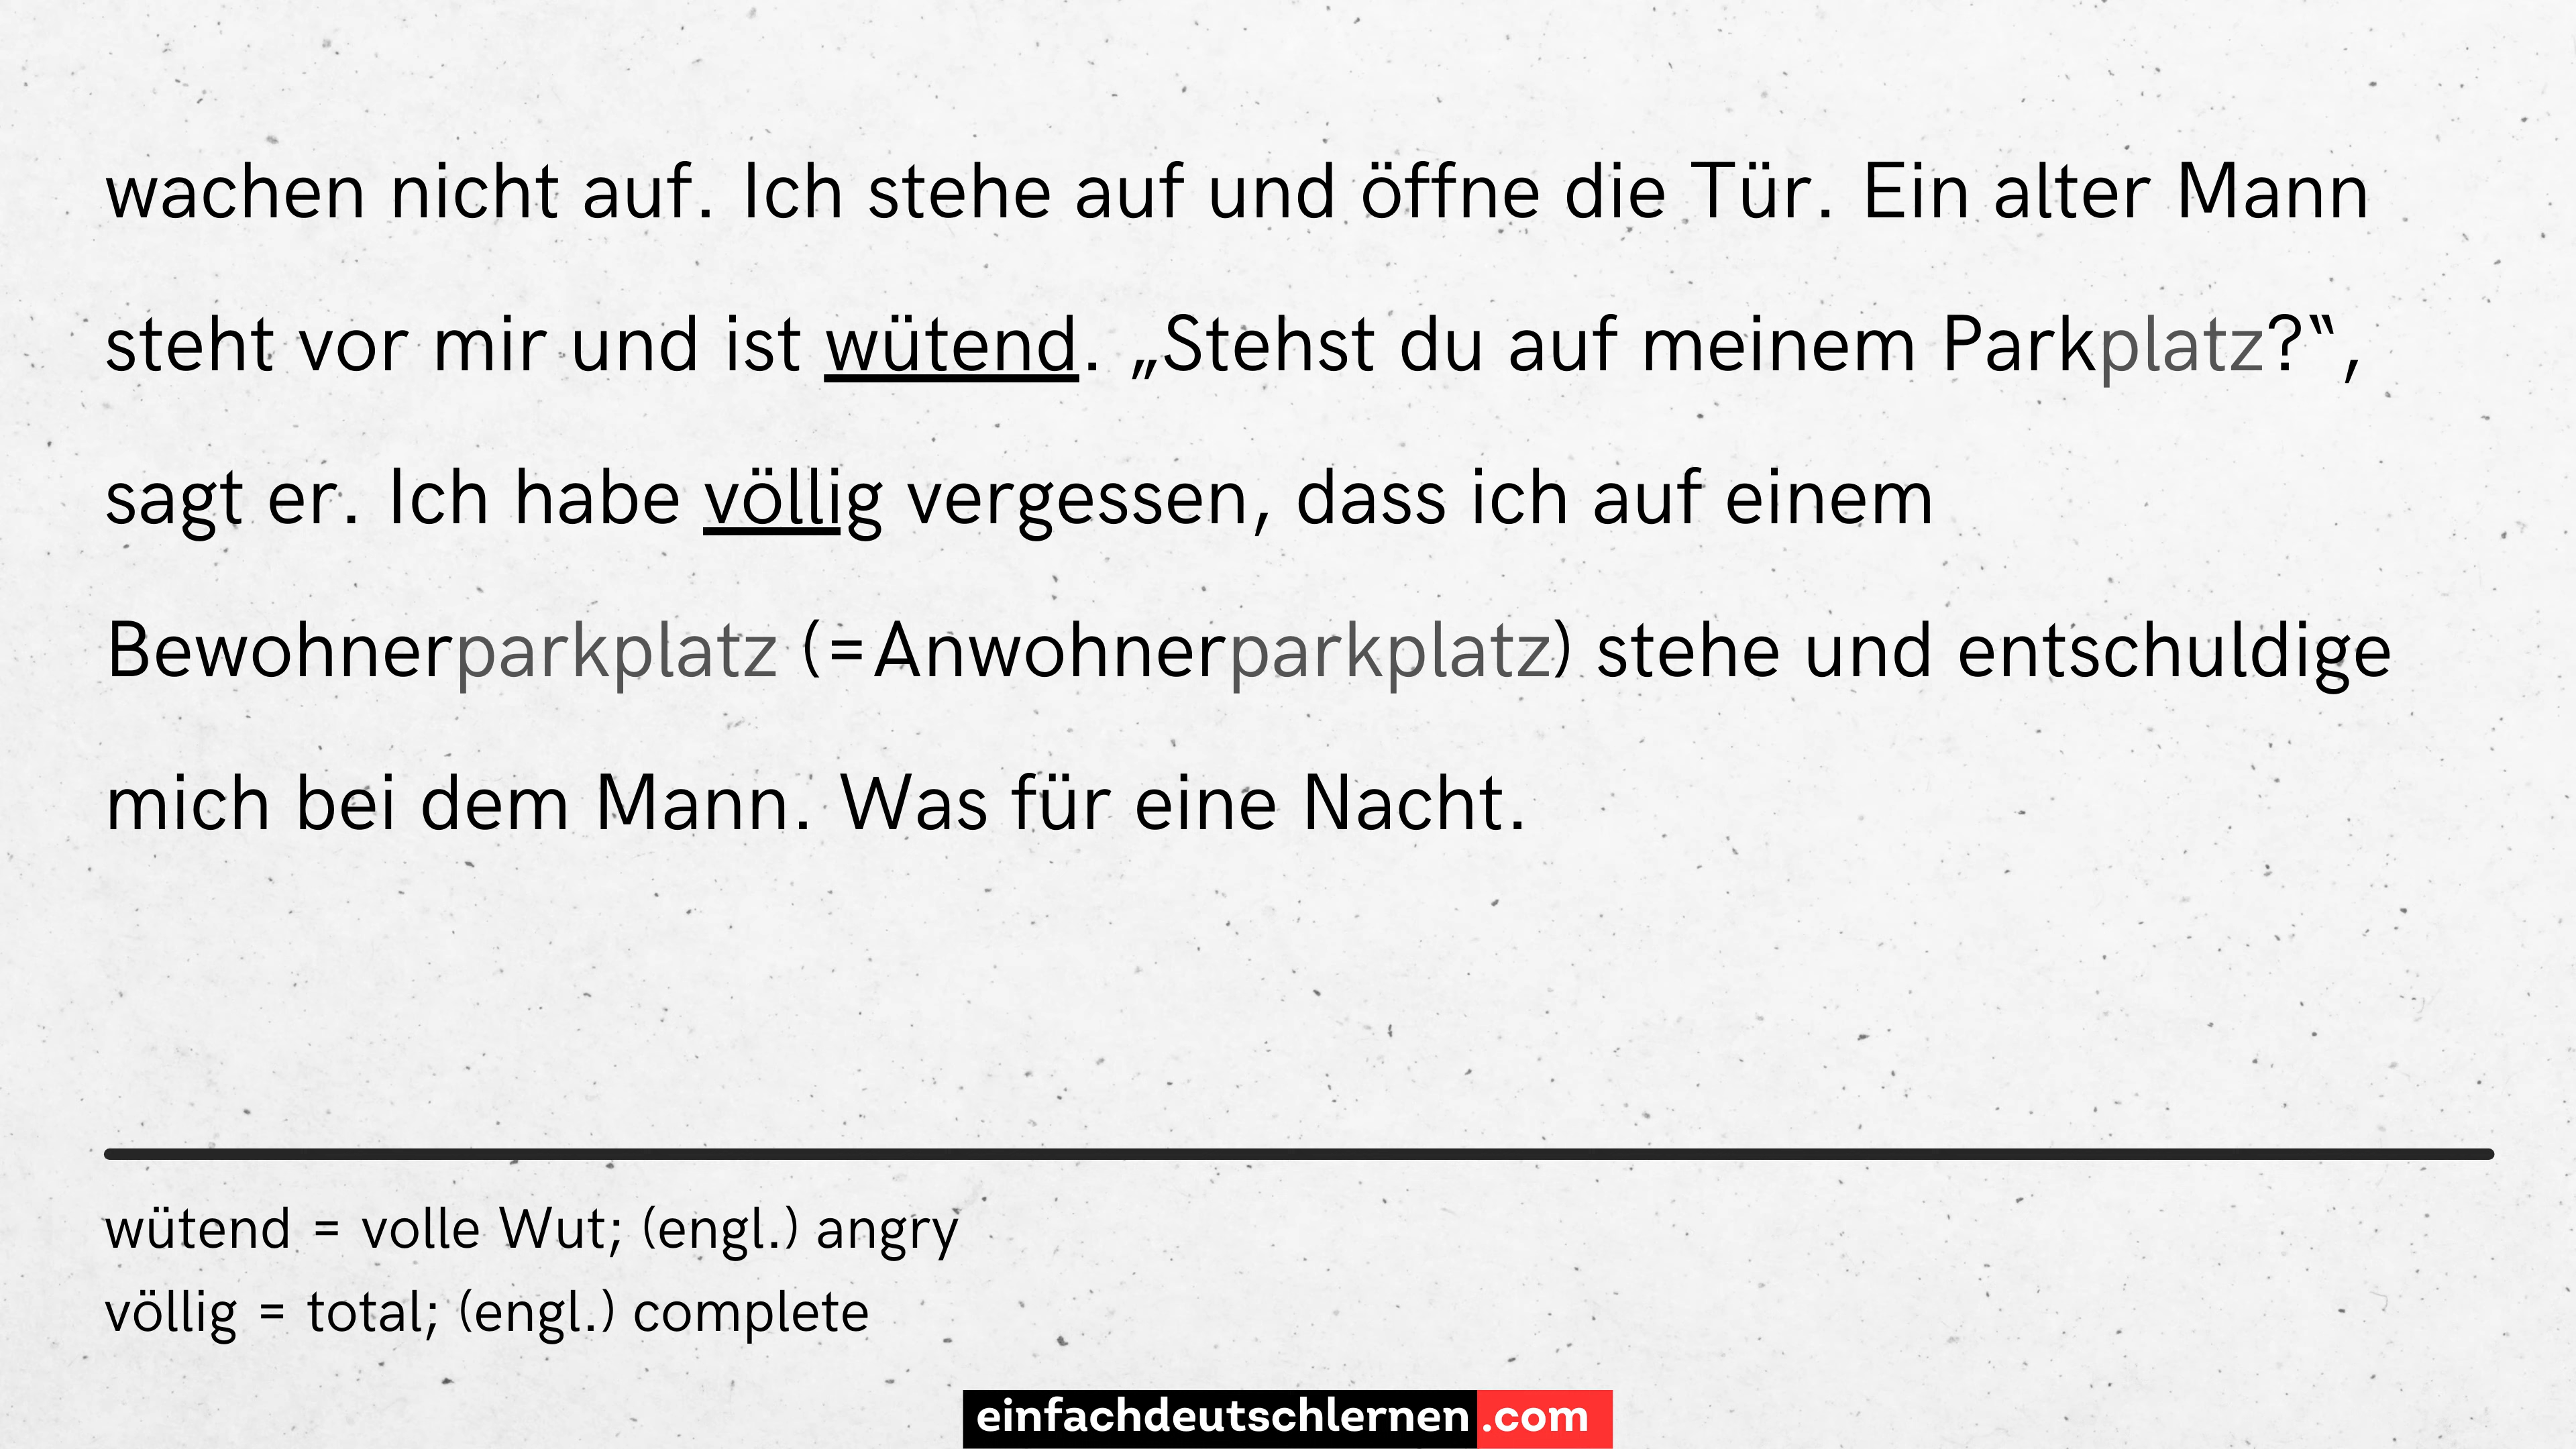 wachen nicht auf. Ich stehe auf und öffne die Tür. Ein alter Mann
steht vor mir und ist wütend. „Stehst du auf meinem Parkplatz?“,
sagt er. Ich habe völlig vergessen, dass ich auf einem
Bewohnerparkplatz (=Anwohnerparkplatz) stehe und entschuldige
mich bei dem Mann. Was für eine Nacht.
wütend = volle Wut; (engl.) angry
völlig = total; (engl.) complete
einfachdeutschlernen.com